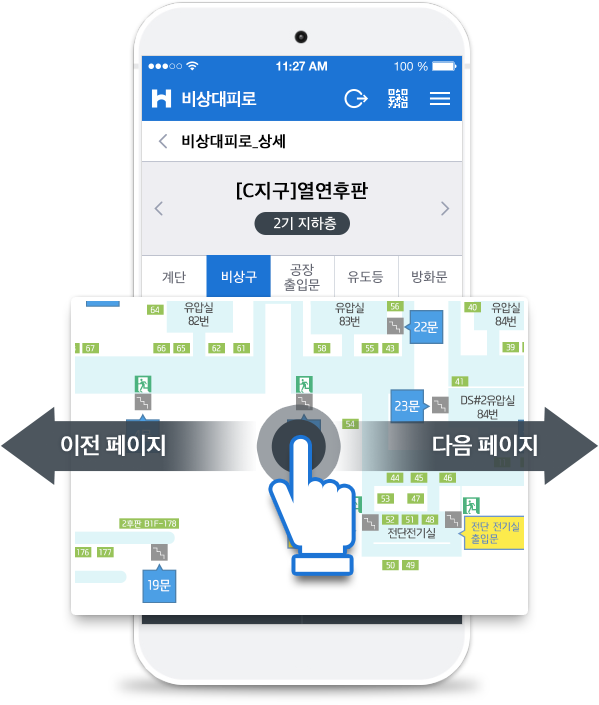 11:27 AM
100 %
비상대피로
비상대피로_상세
[C지구]열연후판
2기 지하층
계단
비상구
공장
출입문
유도등
방화문
64
유압실
82번
유압실
83번
56
40
유압실
84번
22문
67
66
65
62
61
58
55
43
39
41
23문
DS#2유압실
84번
54
이전 페이지
다음 페이지
44
45
46
53
47
2후판 B1F-178
52
51
48
전단전기실
전단 전기실
출입문
176
177
19문
50
49